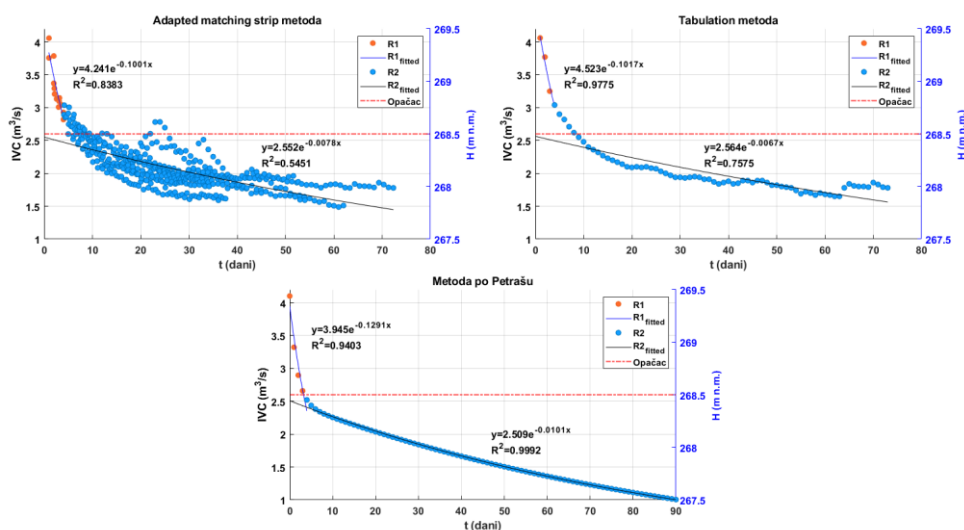 Adapted matching strip metoda
IVC (m³/s)
4
3.5
3
2.5
2
1.5
1
y=4.241e^-0.1001x
R²=0.8383
y=2.552e^-0.0078x
R²=0.5451
R1
R1fitted
R2
R2fitted
Opačac
269.5
269
268.5
268
267.5
H (m n.m.)
0 10 20 30 40 50 60 70 80
t (dani)
Tabulation metoda
IVC (m³/s)
4
3.5
3
2.5
2
1.5
1
y=4.523e^-0.1017x
R²=0.9775
y=2.564e^-0.0067x
R²=0.7575
R1
R1fitted
R2
R2fitted
Opačac
269.5
269
268.5
268
267.5
H (m n.m.)
0 10 20 30 40 50 60 70 80
t (dani)
Metoda po Petrašu
IVC (m³/s)
4
3.5
3
2.5
2
1.5
1
y=3.945e^-0.1291x
R²=0.9403
y=2.509e^-0.0101x
R²=0.9992
R1
R1fitted
R2
R2fitted
Opačac
269.5
269
268.5
268
267.5
H (m n.m.)
0 10 20 30 40 50 60 70 80 90
t (dani)